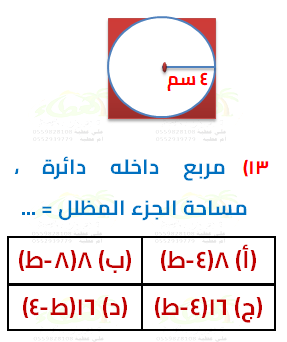 ٤ سم
١٣) مربع داخله دائرة ،
مساحة الجزء المظلل = ...
(أ) ٨(٤-ط) (ب) ٨(٨-ط)
(ج) ١٦(٤-ط) (د) ١٦(ط-٤)